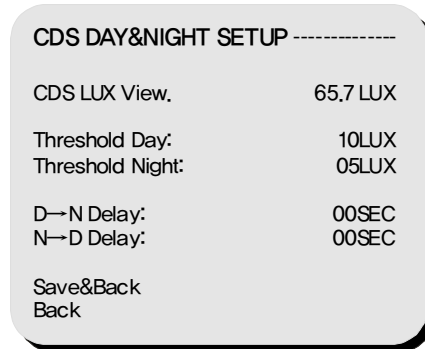 CDS DAY&NIGHT SETUP --------------
CDS LUX View. 65.7 LUX
Threshold Day: 10LUX
Threshold Night: 05LUX
D→N Delay: 00SEC
N→D Delay: 00SEC
Save&Back
Back